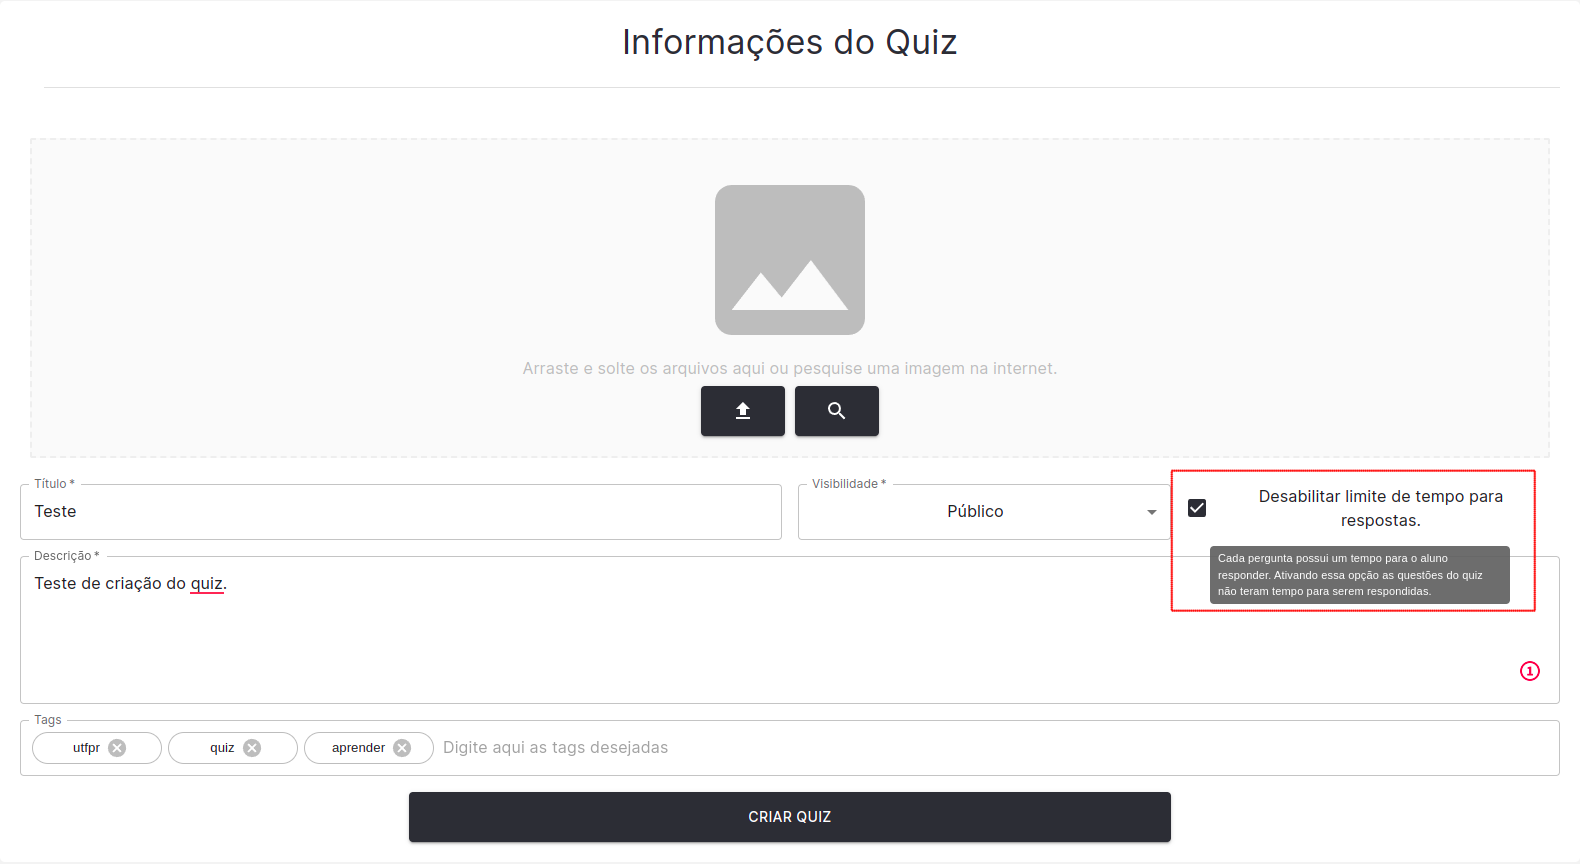 Informações do Quiz
Arraste e solte os arquivos aqui ou pesquise uma imagem na internet.
Título *
Teste
Visibilidade *
Público
Desabilitar limite de tempo para
respostas.
Cada pergunta possui um tempo para o aluno
responder. Ativando essa opção as questões do quiz
não teram tempo para serem respondidas.
Descrição *
Teste de criação do quiz.
1
Tags
utfpr quiz aprender Digite aqui as tags desejadas
CRIAR QUIZ